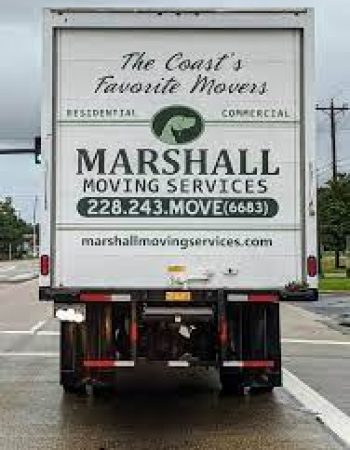 The Coast's
Favorite Movers
RESIDENTIAL COMMERCIAL
MARSHALL
MOVING SERVICES
228.243.MOVE(6683)
marshallmovingservices.com